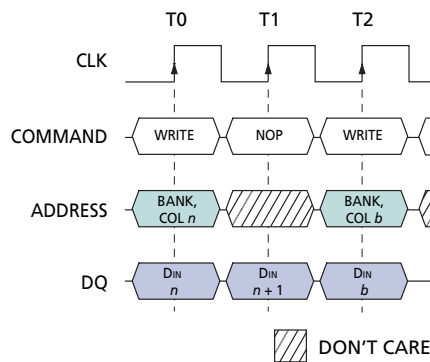 T0 T1 T2
CLK
COMMAND WRITE NOP WRITE
ADDRESS BANK, COL n BANK, COL b
DQ DIN n DIN n + 1 DIN b
DON'T CARE